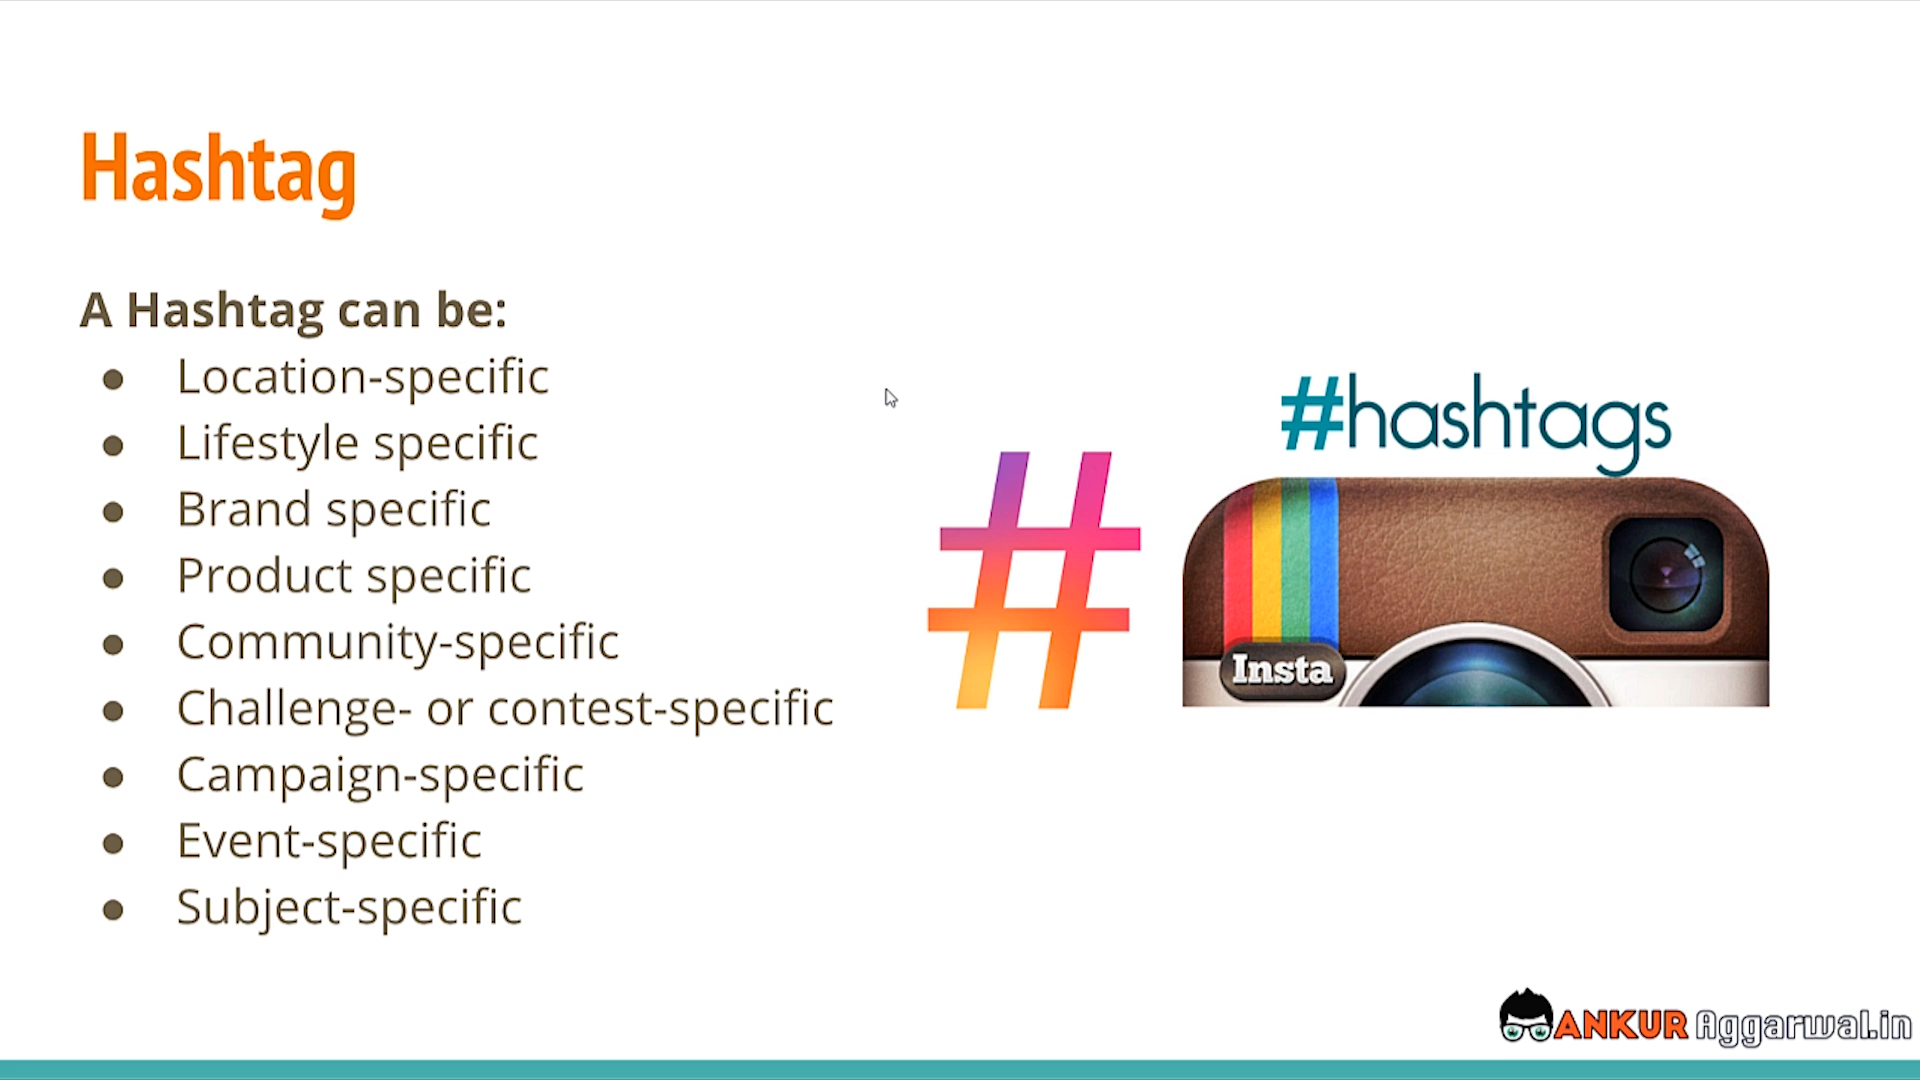 Hashtag
A Hashtag can be:
● Location-specific
● Lifestyle specific
● Brand specific
● Product specific
● Community-specific
● Challenge- or contest-specific
● Campaign-specific
● Event-specific
● Subject-specific
#
#hashtags
Insta
ANKUR Aggarwal.in